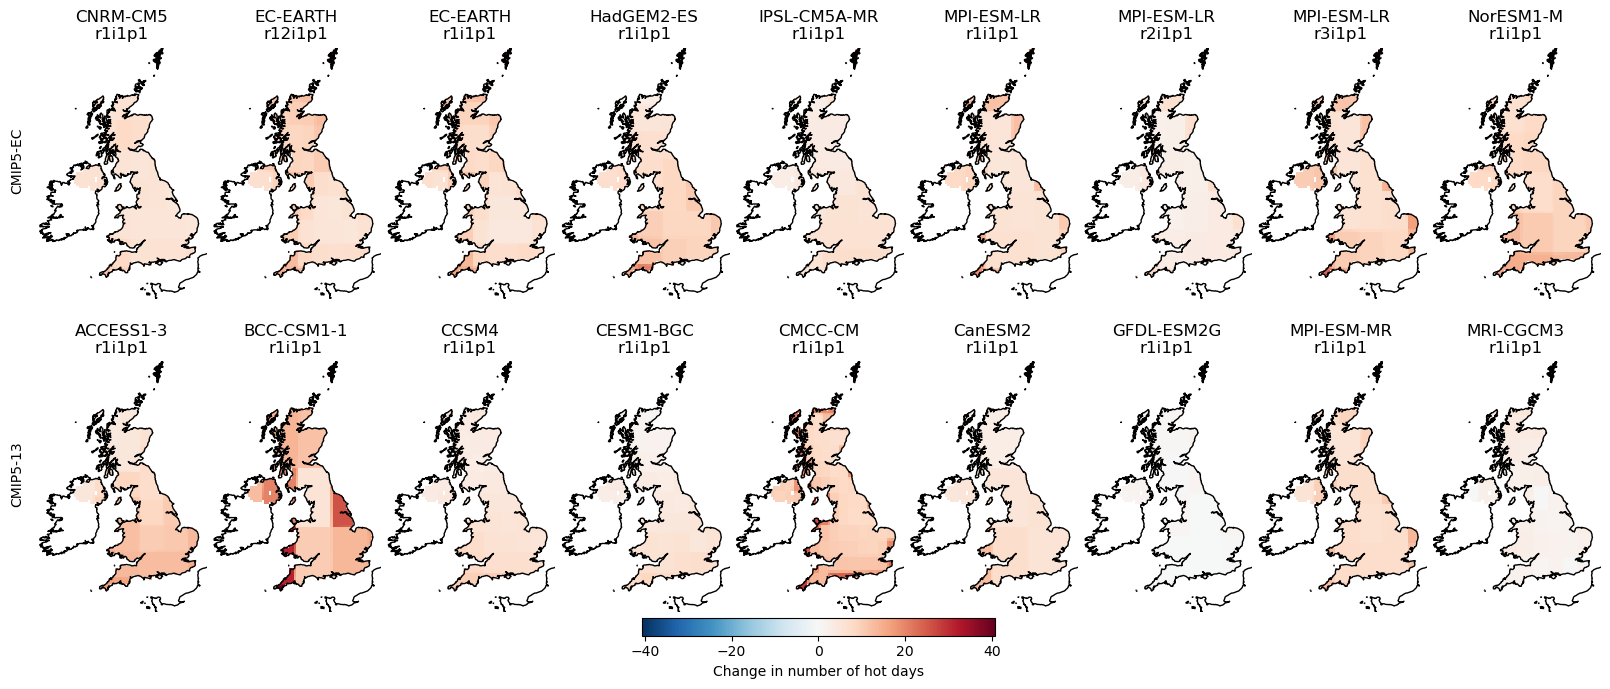 CNRM-CM5 EC-EARTH EC-EARTH HadGEM2-ES IPSL-CM5A-MR MPI-ESM-LR MPI-ESM-LR MPI-ESM-LR NorESM1-M
r1i1p1 r12i1p1 r1i1p1 r1i1p1 r1i1p1 r1i1p1 r2i1p1 r3i1p1 r1i1p1
CMIP5-EC
ACCESS1-3 BCC-CSM1-1 CCSM4 CESM1-BGC CMCC-CM CanESM2 GFDL-ESM2G MPI-ESM-MR MRI-CGCM3
r1i1p1 r1i1p1 r1i1p1 r1i1p1 r1i1p1 r1i1p1 r1i1p1 r1i1p1 r1i1p1
CMIP5-13
−40 −20 0 20 40
Change in number of hot days